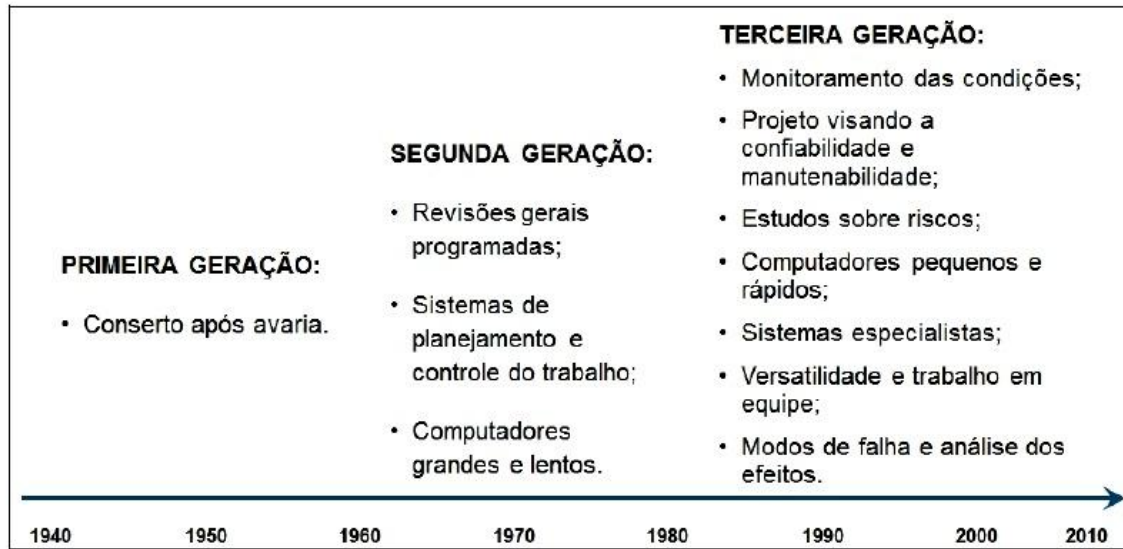 PRIMEIRA GERAÇÃO:
• Conserto após avaria.
SEGUNDA GERAÇÃO:
• Revisões gerais
programadas;
• Sistemas de
planejamento e
controle do trabalho;
• Computadores
grandes e lentos.
TERCEIRA GERAÇÃO:
• Monitoramento das condições;
• Projeto visando a
confiabilidade e
manutenabilidade;
• Estudos sobre riscos;
• Computadores pequenos e
rápidos;
• Sistemas especialistas;
• Versatilidade e trabalho em
equipe;
• Modos de falha e análise dos
efeitos.
1940 1950 1960 1970 1980 1990 2000 2010